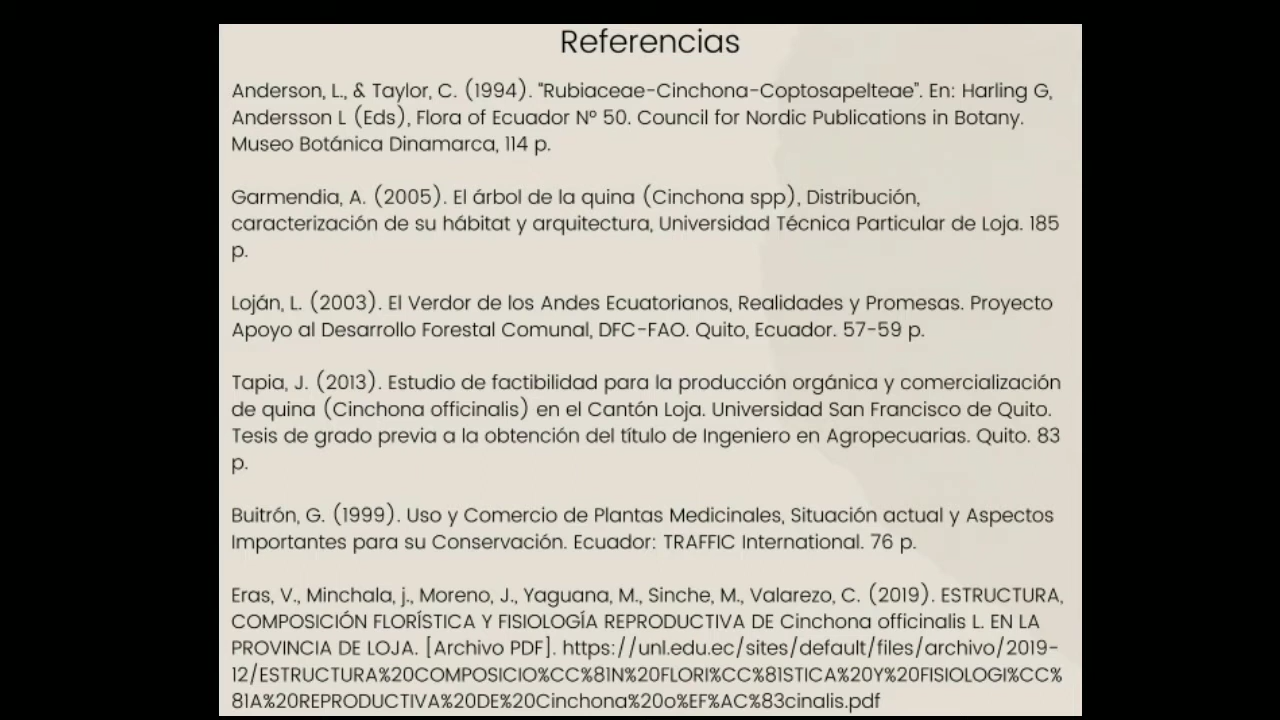 Referencias
Anderson, L., & Taylor, C. (1994). "Rubiaceae-Cinchona-Coptosapelteae". En: Harling G,
Andersson L (Eds), Flora of Ecuador Nº 50. Council for Nordic Publications in Botany.
Museo Botánica Dinamarca, 114 p.
Garmendia, A. (2005). El árbol de la quina (Cinchona spp), Distribución,
caracterización de su hábitat y arquitectura, Universidad Técnica Particular de Loja. 185
p.
Loján, L. (2003). El Verdor de los Andes Ecuatorianos, Realidades y Promesas. Proyecto
Apoyo al Desarrollo Forestal Comunal, DFC-FAO. Quito, Ecuador. 57-59 p.
Tapia, J. (2013). Estudio de factibilidad para la producción orgánica y comercialización
de quina (Cinchona officinalis) en el Cantón Loja. Universidad San Francisco de Quito.
Tesis de grado previa a la obtención del título de Ingeniero en Agropecuarias. Quito. 83
p.
Buitrón, G. (1999). Uso y Comercio de Plantas Medicinales, Situación actual y Aspectos
Importantes para su Conservación. Ecuador: TRAFFIC International. 76 p.
Eras, V., Minchala, j., Moreno, J., Yaguana, M., Sinche, M., Valarezo, C. (2019). ESTRUCTURA,
COMPOSICIÓN FLORÍSTICA Y FISIOLOGÍA REPRODUCTIVA DE Cinchona officinalis L. EN LA
PROVINCIA DE LOJA. [Archivo PDF]. https://unl.edu.ec/sites/default/files/archivo/2019-
12/ESTRUCTURA%20COMPOSICIO%CC%81N%20FLORI%CC%81STICA%20Y%20FISIOLOGI%CC%
81A%20REPRODUCTIVA%20DE%20Cinchona%20o%EF%AC%83cinalis.pdf